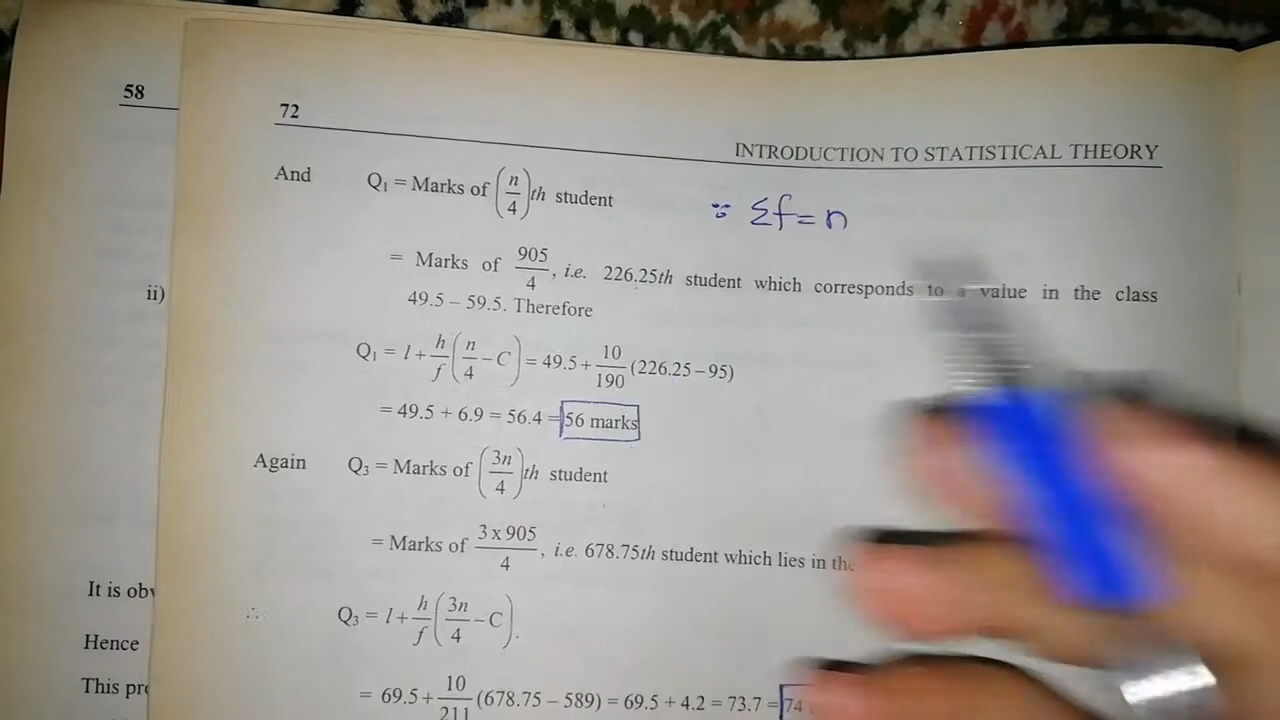 58
72
INTRODUCTION TO STATISTICAL THEORY
And Q₁ = Marks of (n/4)th student ∵ Σf = n
= Marks of 905/4, i.e. 226.25th student which corresponds to a value in the class
49.5 – 59.5. Therefore
ii)
Q₁ = l + h/f (n/4 – C) = 49.5 + 10/190 (226.25 – 95)
= 49.5 + 6.9 = 56.4 = 56 marks
Again Q₃ = Marks of (3n/4)th student
= Marks of 3 x 905/4, i.e. 678.75th student which lies in the
∴ Q₃ = l + h/f (3n/4 – C).
= 69.5 + 10/211 (678.75 – 589) = 69.5 + 4.2 = 73.7 = 74
It is obv
Hence
This pr